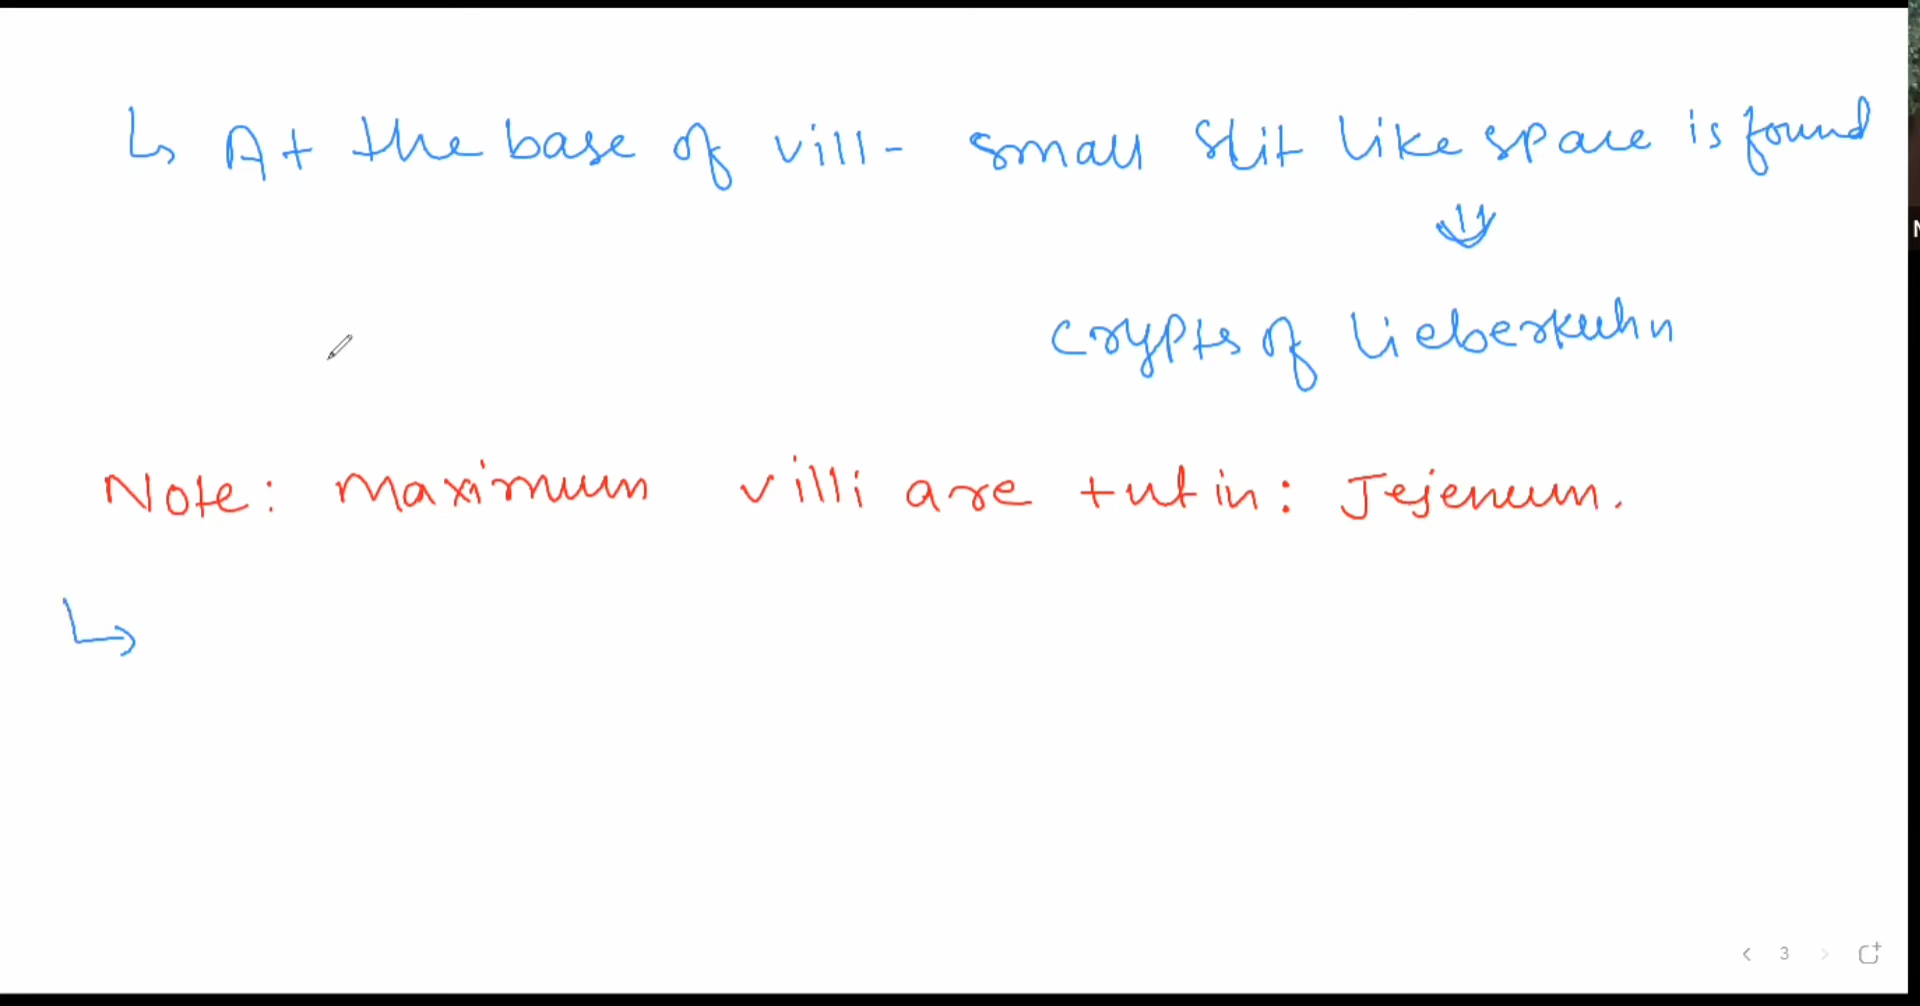 ↳ At the base of vill- small slit like space is found
⇓
crypts of Lieberkuhn
Note: Maximum villi are tut in: Jejenum.
↳
3